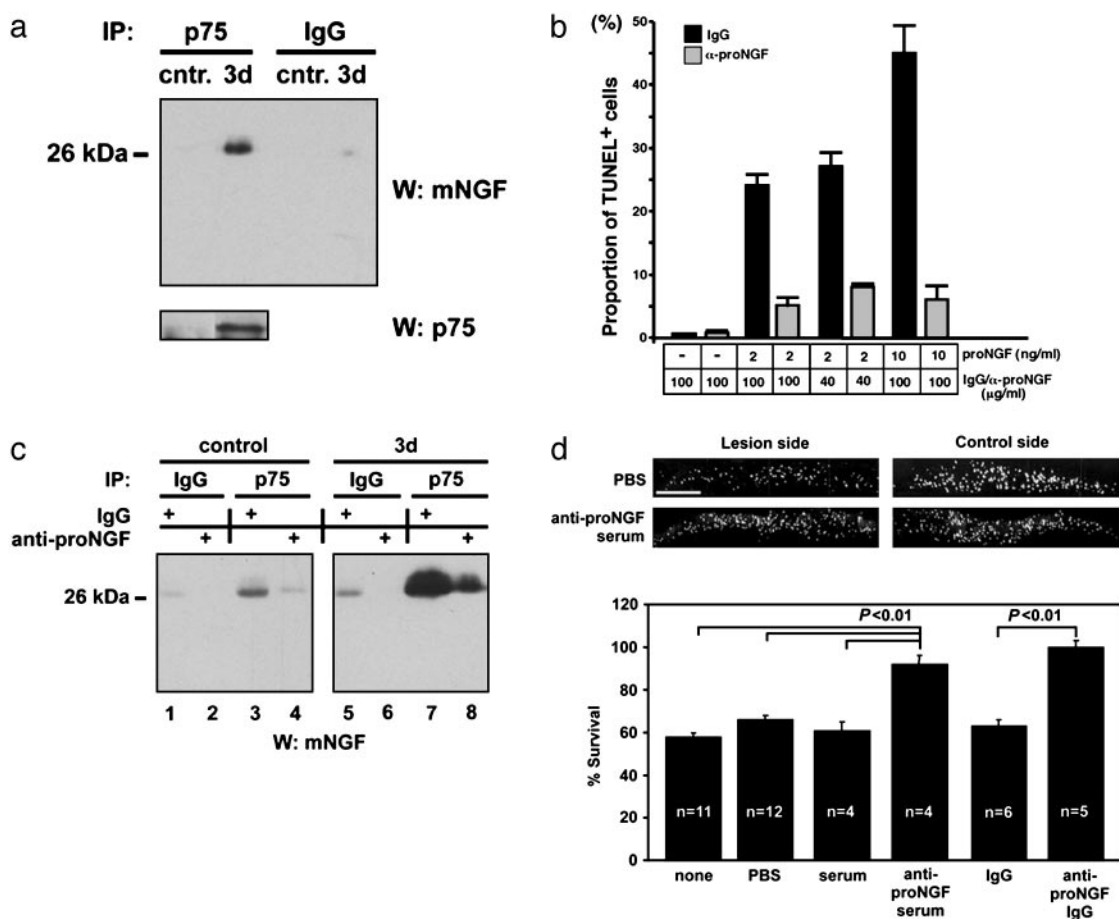 a
IP: p75 IgG
cntr. 3d cntr. 3d
26 kDa –
W: mNGF
W: p75
b
(%)
IgG
α-proNGF
Proportion of TUNEL+ cells
50
40
30
20
10
0
- - 2 2 2 2 10 10 proNGF (ng/ml)
100 100 100 100 40 40 100 100 IgG/α-proNGF (μg/ml)
c
control 3d
IP: IgG p75 IgG p75
IgG + + + +
anti-proNGF + + + +
26 kDa –
1 2 3 4 5 6 7 8
W: mNGF
d
Lesion side Control side
PBS
anti-proNGF serum
% Survival
120
100
80
60
40
20
0
P<0.01 P<0.01
n=11 n=12 n=4 n=4 n=6 n=5
none PBS serum anti-proNGF serum IgG anti-proNGF IgG